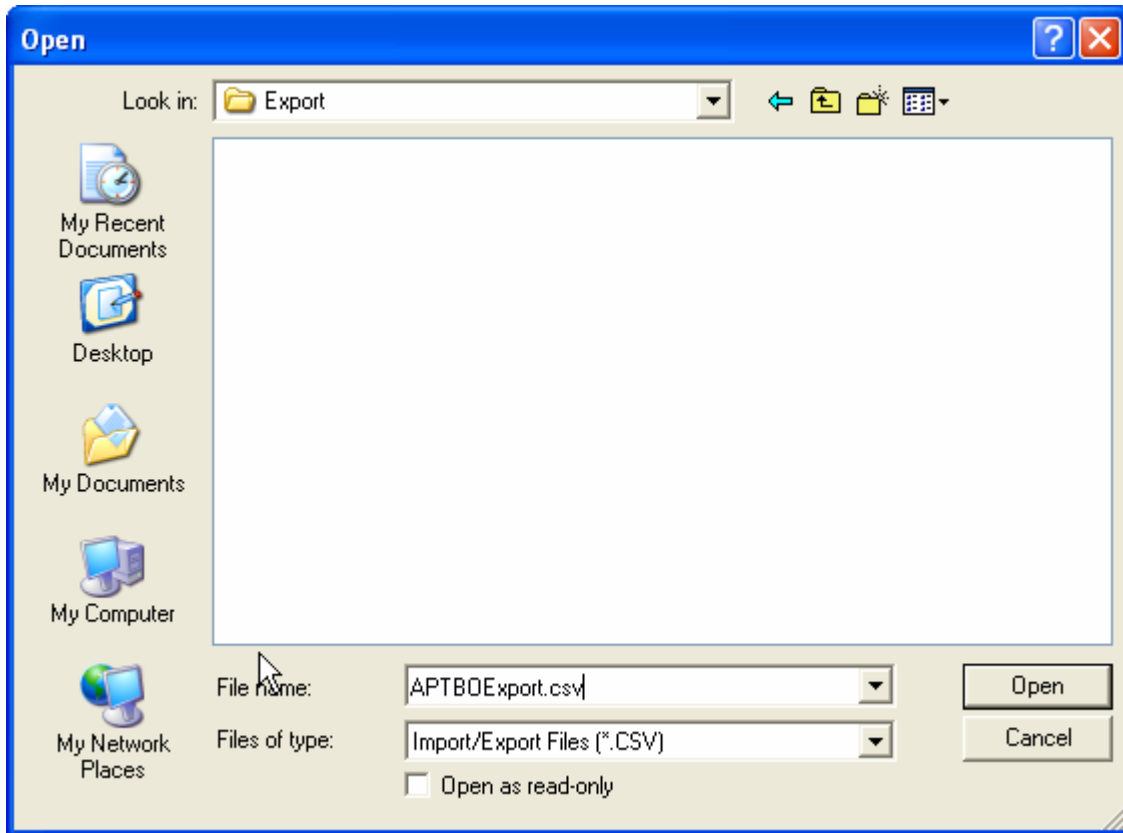 Open
Look in:
Export
My Recent
Documents
Desktop
My Documents
My Computer
My Network
Places
File name:
APTBOExport.csv
Open
Files of type:
Import/Export Files (*.CSV)
Cancel
Open as read-only